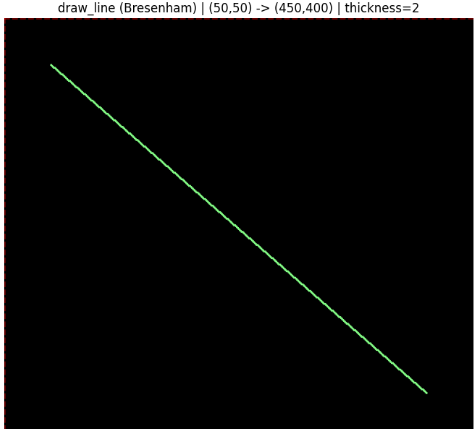 draw_line (Bresenham) | (50,50) -> (450,400) | thickness=2